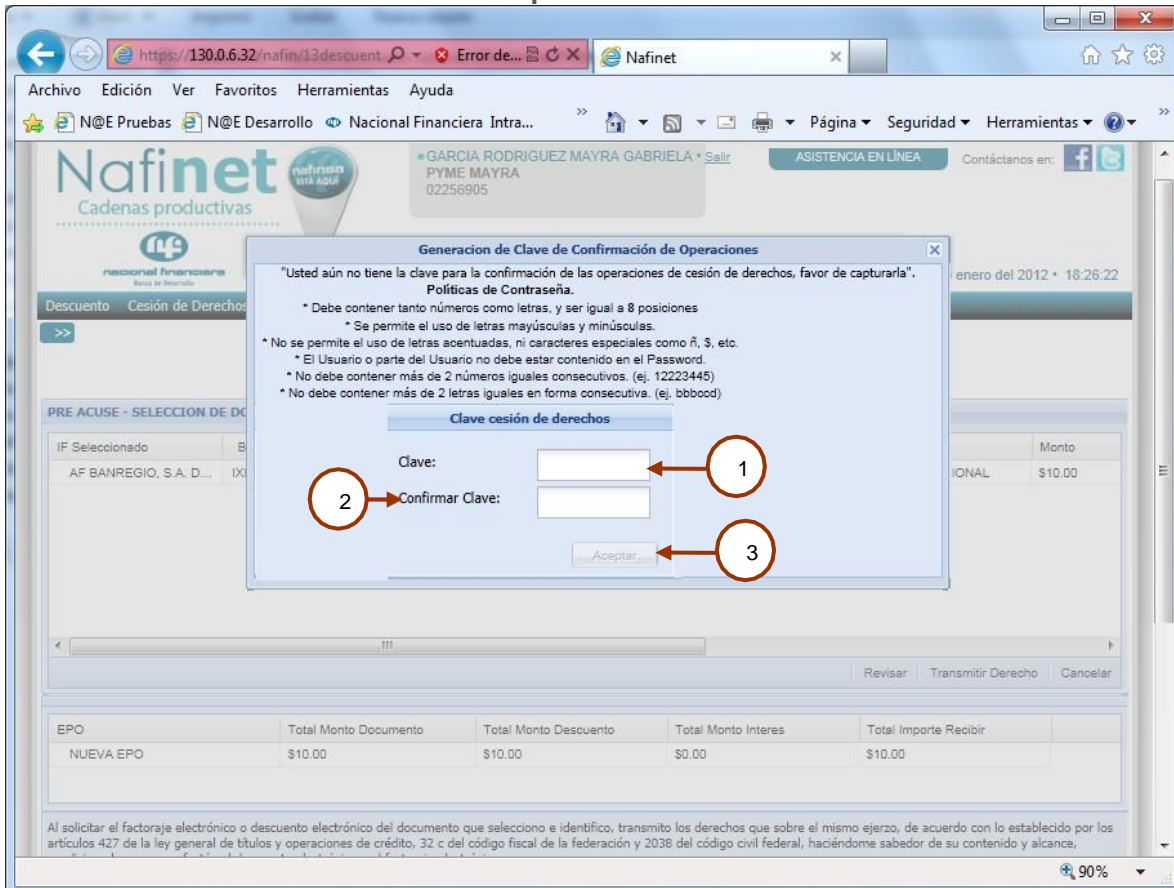 https://130.0.6.32/nafin/13descuent
Error de...
Nafinet
Archivo Edición Ver Favoritos Herramientas Ayuda
N@E Pruebas N@E Desarrollo Nacional Financiera Intra... » Página Seguridad Herramientas »
Nafinet
Cadenas productivas
nafinsa
ESTÁ AQUÍ
nacional financiera
Banca de Desarrollo
•GARCIA RODRIGUEZ MAYRA GABRIELA • Salir
PYME MAYRA
02256905
ASISTENCIA EN LÍNEA
Contáctanos en:
enero del 2012 • 18:26:22
Descuento Cesión de Derechos
>>
Generacion de Clave de Confirmación de Operaciones
"Usted aún no tiene la clave para la confirmación de las operaciones de cesión de derechos, favor de capturarla".
Políticas de Contraseña.
* Debe contener tanto números como letras, y ser igual a 8 posiciones
* Se permite el uso de letras mayúsculas y minúsculas.
* No se permite el uso de letras acentuadas, ni caracteres especiales como ñ, $, etc.
* El Usuario o parte del Usuario no debe estar contenido en el Password.
* No debe contener más de 2 números iguales consecutivos. (ej. 12223445)
* No debe contener más de 2 letras iguales en forma consecutiva. (ej. bbbccd)
Clave cesión de derechos
Clave:
1
2
Confirmar Clave:
Aceptar
3
PRE ACUSE - SELECCION DE DO
IF Seleccionado B Monto
AF BANREGIO, S.A. D... IXI IONAL $10.00
Revisar Transmitir Derecho Cancelar
EPO Total Monto Documento Total Monto Descuento Total Monto Interes Total Importe Recibir
NUEVA EPO $10.00 $10.00 $0.00 $10.00
Al solicitar el factoraje electrónico o descuento electrónico del documento que selecciono e identifico, transmito los derechos que sobre el mismo ejerzo, de acuerdo con lo establecido por los
artículos 427 de la ley general de títulos y operaciones de crédito, 32 c del código fiscal de la federación y 2038 del código civil federal, haciéndome sabedor de su contenido y alcance,
90%